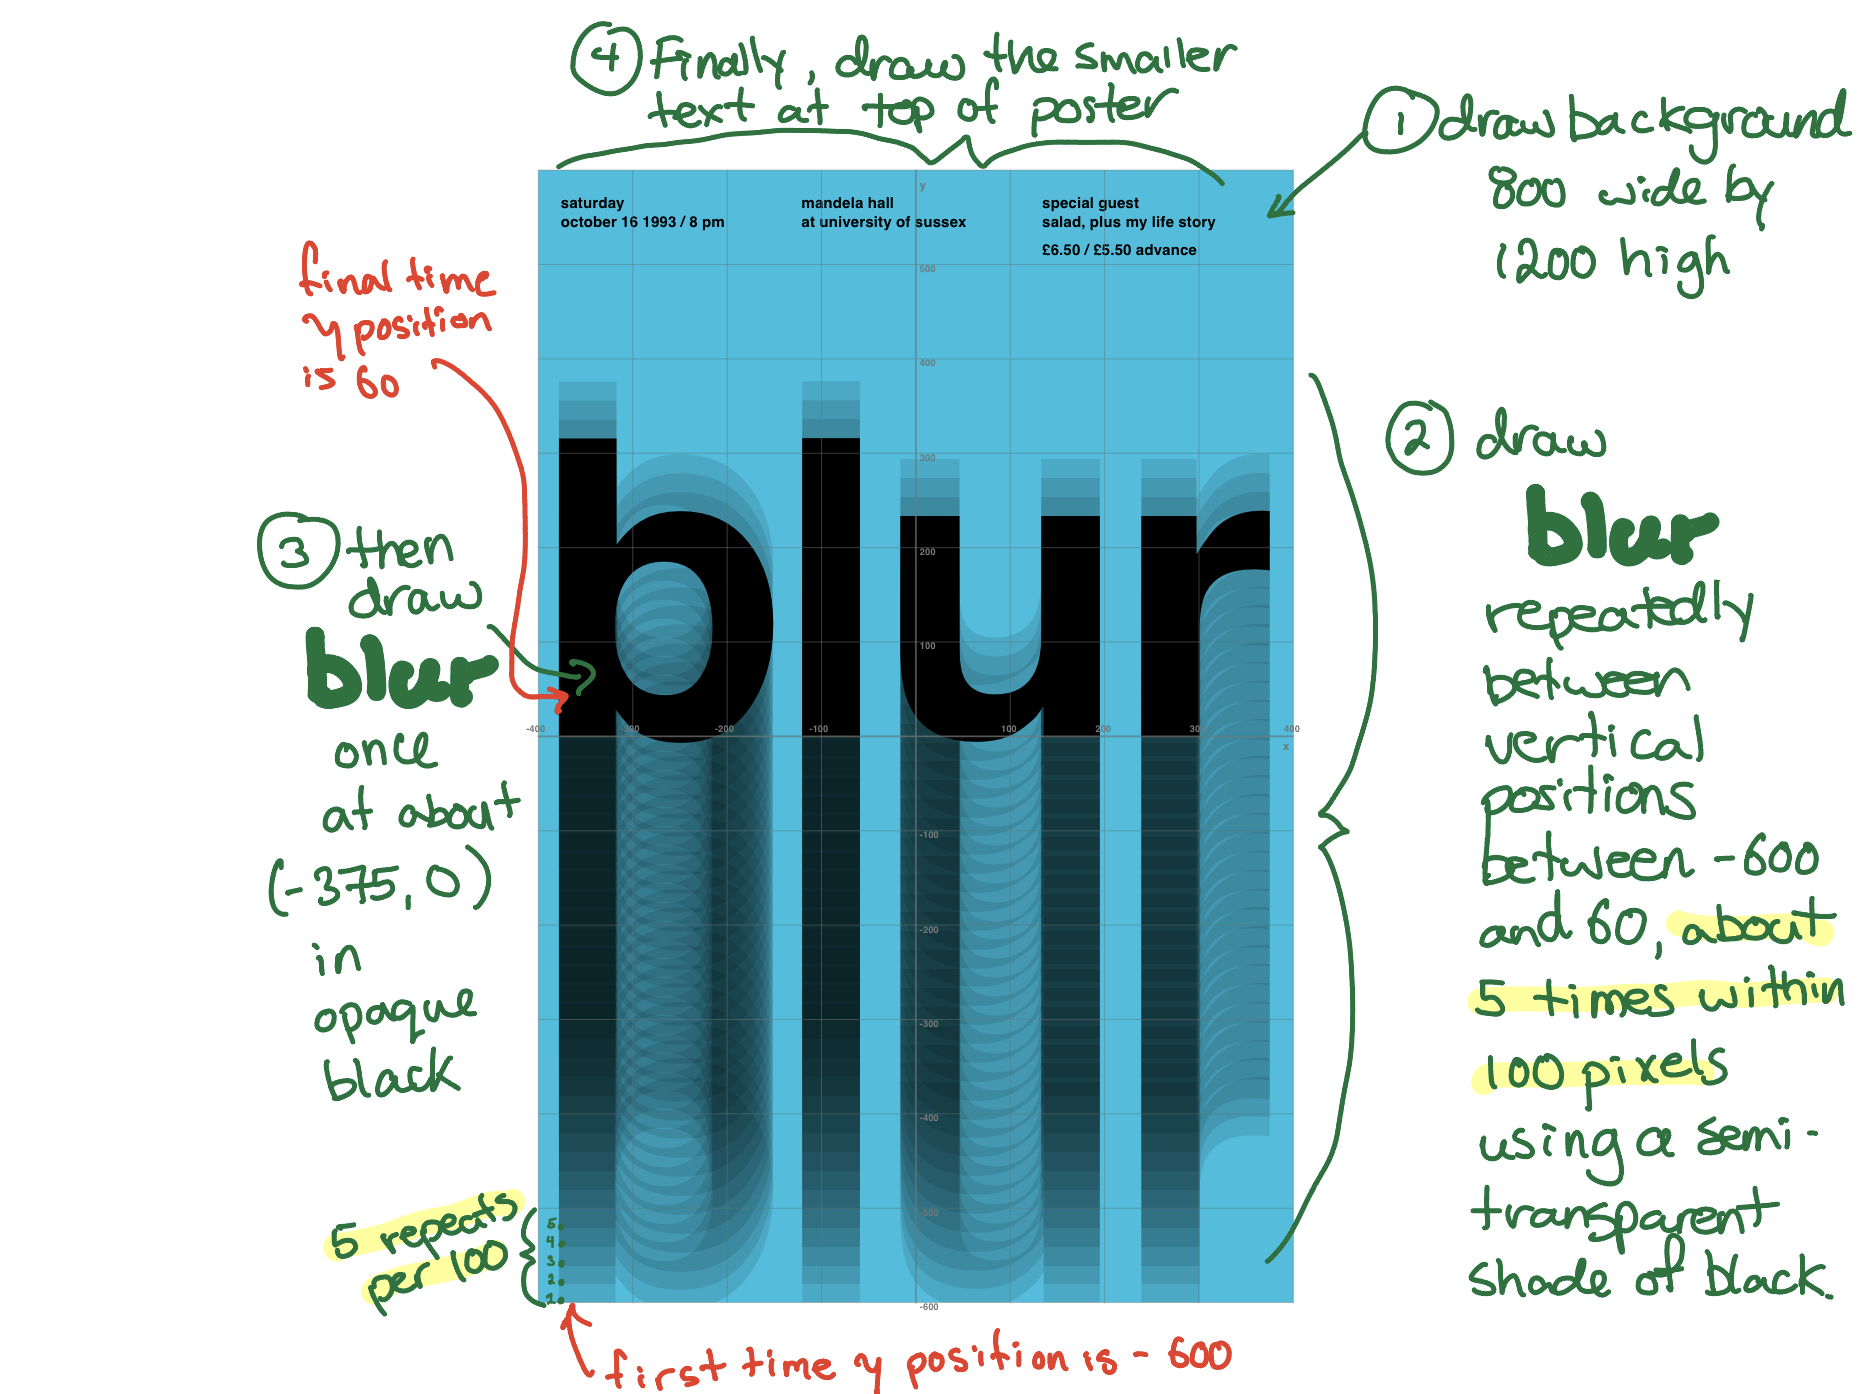 4 Finally, draw the smaller
text at top of poster
1 draw background
800 wide by
1200 high
y
saturday
october 16 1993 / 8 pm
mandela hall
at university of sussex
special guest
salad, plus my life story
£6.50 / £5.50 advance
500
400
300
200
100
-100
-200
-300
-400
-500
-600
-400
-300
-200
-100
100
200
300
400
x
blur
final time
y position
is 60
3 then
draw
blur
once
at about
(-375, 0)
in
opaque
black
2 draw
blur
repeatedly
between
vertical
positions
between -600
and 60, about
5 times within
100 pixels
using a semi-
transparent
shade of black.
5 repeats
per 100
5
4
3
2
1
first time y position is - 600